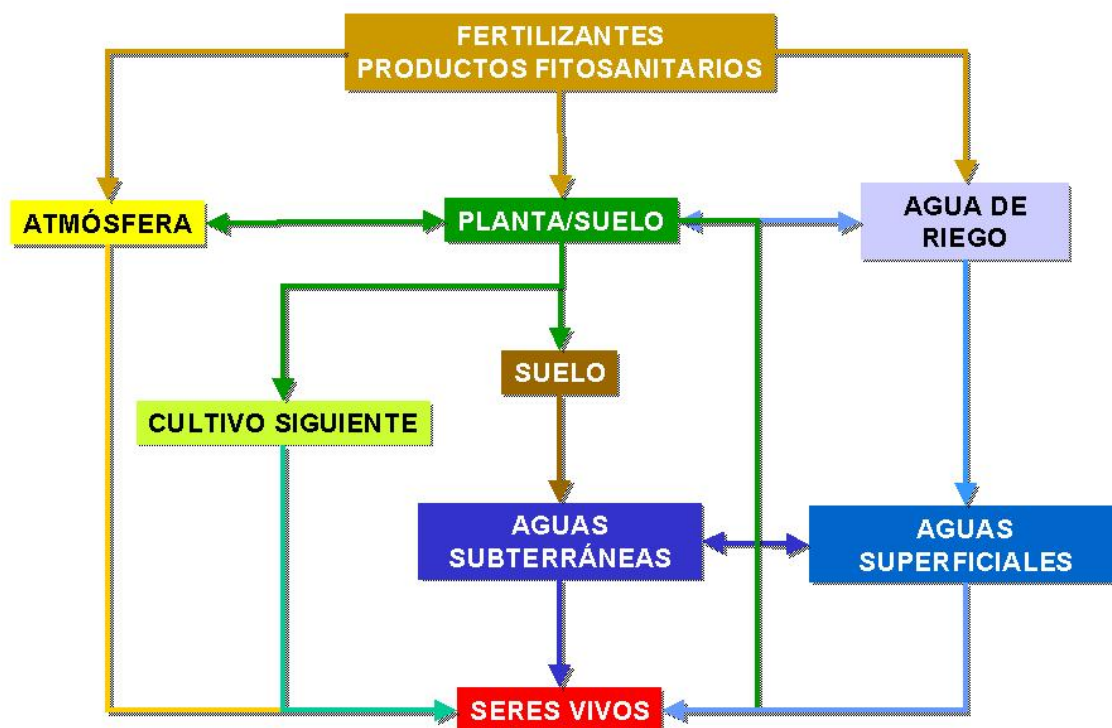 FERTILIZANTES
PRODUCTOS FITOSANITARIOS
ATMÓSFERA
PLANTA/SUELO
AGUA DE
RIEGO
SUELO
CULTIVO SIGUIENTE
AGUAS
SUBTERRÁNEAS
AGUAS
SUPERFICIALES
SERES VIVOS